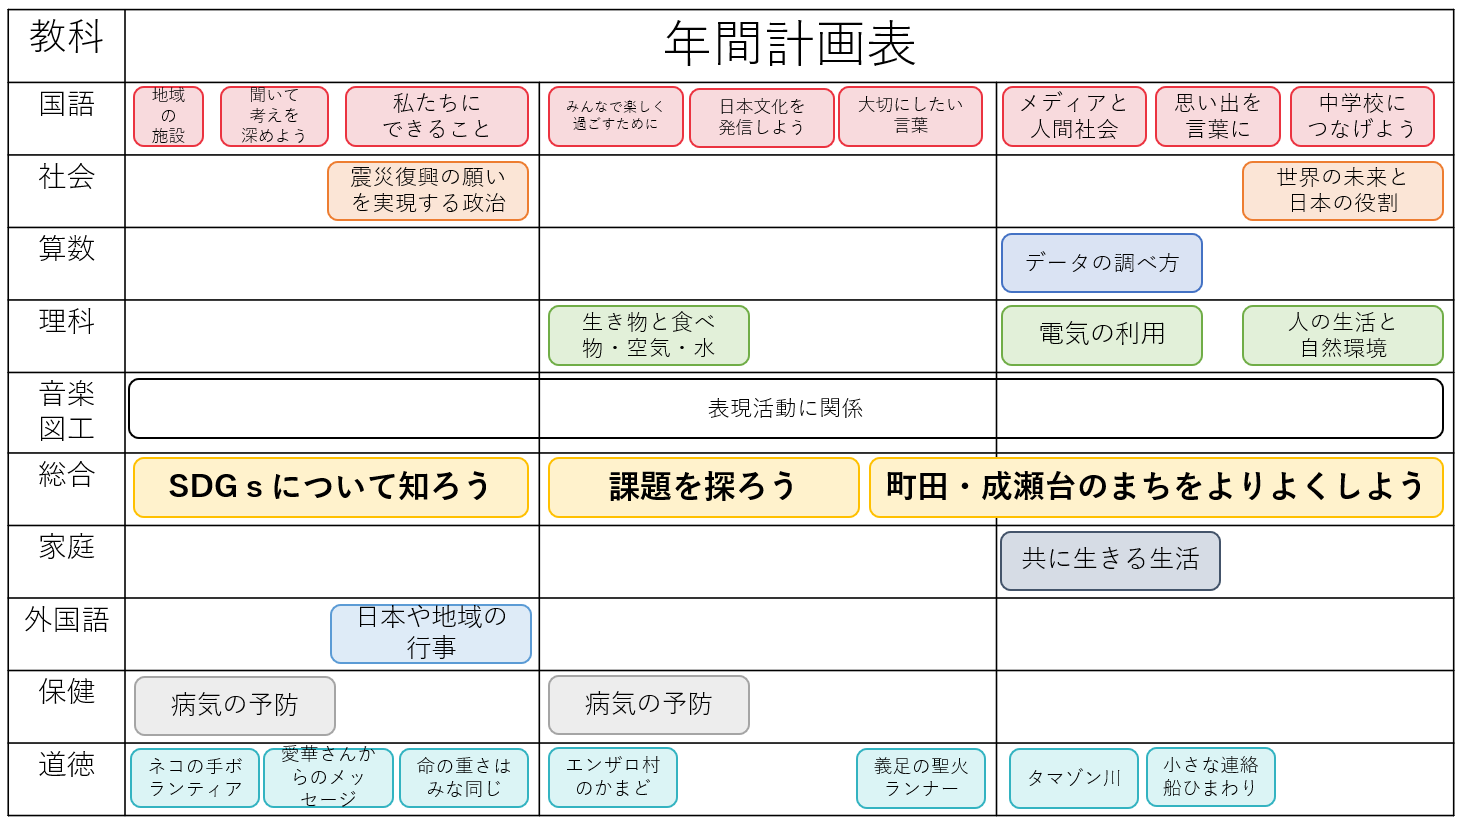 教科
年間計画表
国語
地域
の
施設
聞いて
考えを
深めよう
私たちに
できること
みんなで楽しく
過ごすために
日本文化を
発信しよう
大切にしたい
言葉
メディアと
人間社会
思い出を
言葉に
中学校に
つなげよう
社会
震災復興の願い
を実現する政治
世界の未来と
日本の役割
算数
データの調べ方
理科
生き物と食べ
物・空気・水
電気の利用
人の生活と
自然環境
音楽
図工
表現活動に関係
総合
SDGｓについて知ろう
課題を探ろう
町田・成瀬台のまちをよりよくしよう
家庭
共に生きる生活
外国語
日本や地域の
行事
保健
病気の予防
病気の予防
道徳
ネコの手ボ
ランティア
愛華さんか
らのメッ
セージ
命の重さは
みな同じ
エンザロ村
のかまど
義足の聖火
ランナー
タマゾン川
小さな連絡
船ひまわり